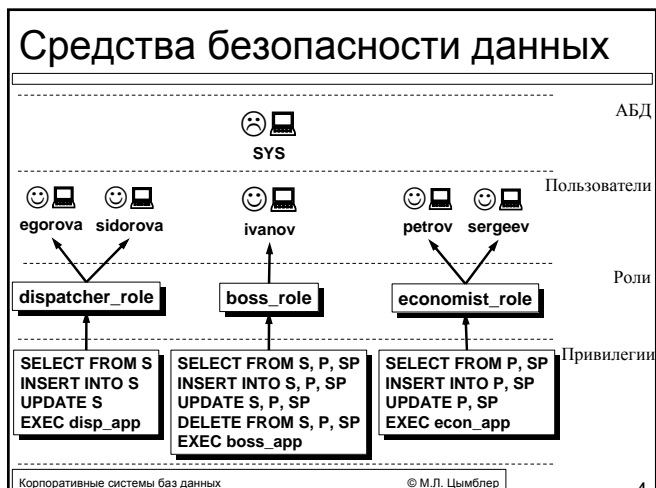 Средства безопасности данных
АБД
SYS
Пользователи
egorova sidorova ivanov petrov sergeev
Роли
dispatcher_role boss_role economist_role
Привилегии
SELECT FROM S
INSERT INTO S
UPDATE S
EXEC disp_app
SELECT FROM S, P, SP
INSERT INTO S, P, SP
UPDATE S, P, SP
DELETE FROM S, P, SP
EXEC boss_app
SELECT FROM P, SP
INSERT INTO P, SP
UPDATE P, SP
EXEC econ_app
Корпоративные системы баз данных © М.Л. Цымблер 4